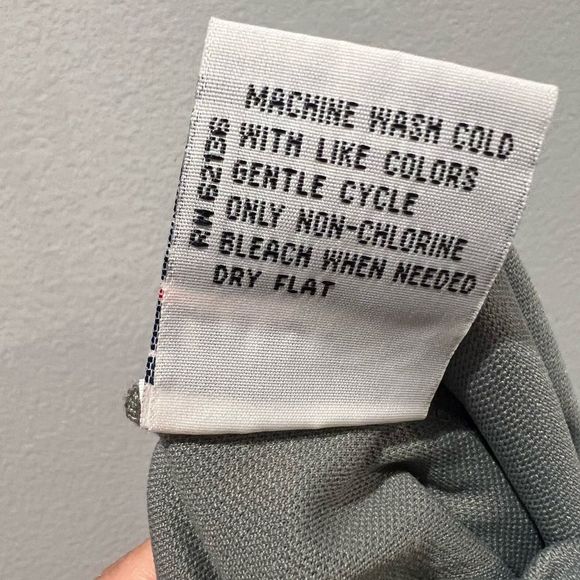 MACHINE WASH COLD
WITH LIKE COLORS
GENTLE CYCLE
ONLY NON-CHLORINE
BLEACH WHEN NEEDED
DRY FLAT
RN 62136